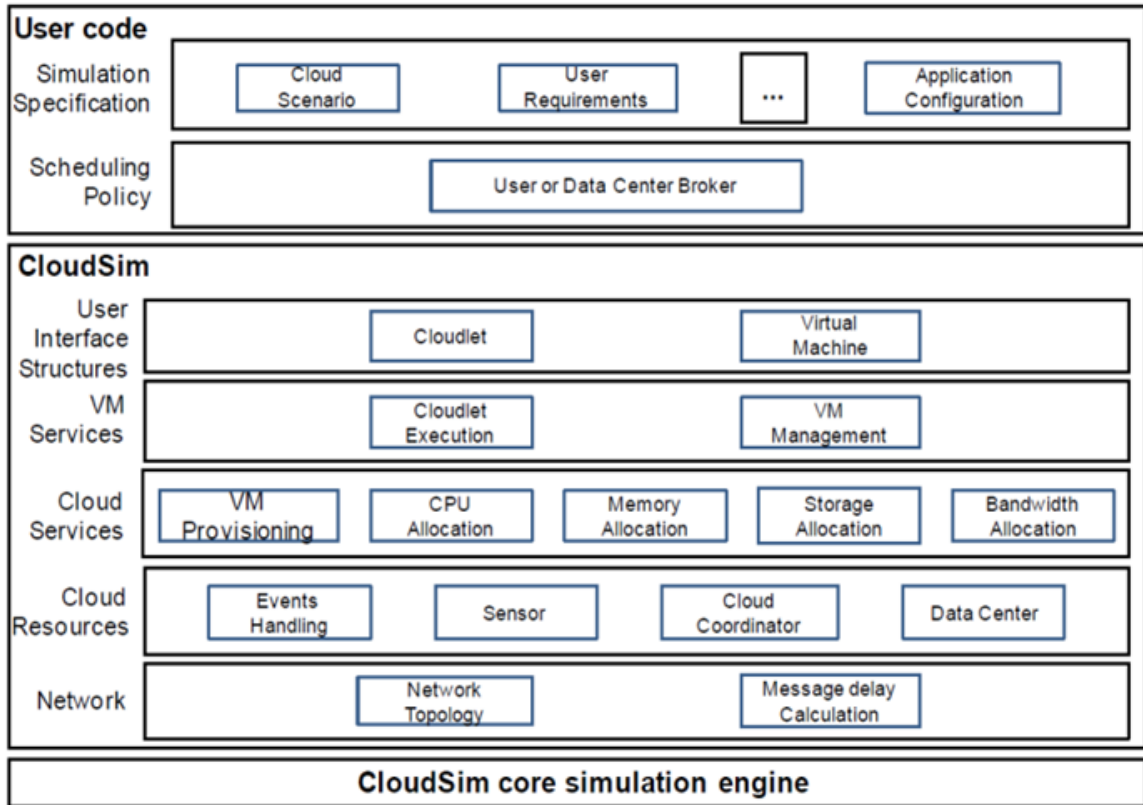 User code
Simulation
Specification
Cloud
Scenario
User
Requirements
...
Application
Configuration
Scheduling
Policy
User or Data Center Broker
CloudSim
User
Interface
Structures
Cloudlet
Virtual
Machine
VM
Services
Cloudlet
Execution
VM
Management
Cloud
Services
VM
Provisioning
CPU
Allocation
Memory
Allocation
Storage
Allocation
Bandwidth
Allocation
Cloud
Resources
Events
Handling
Sensor
Cloud
Coordinator
Data Center
Network
Network
Topology
Message delay
Calculation
CloudSim core simulation engine